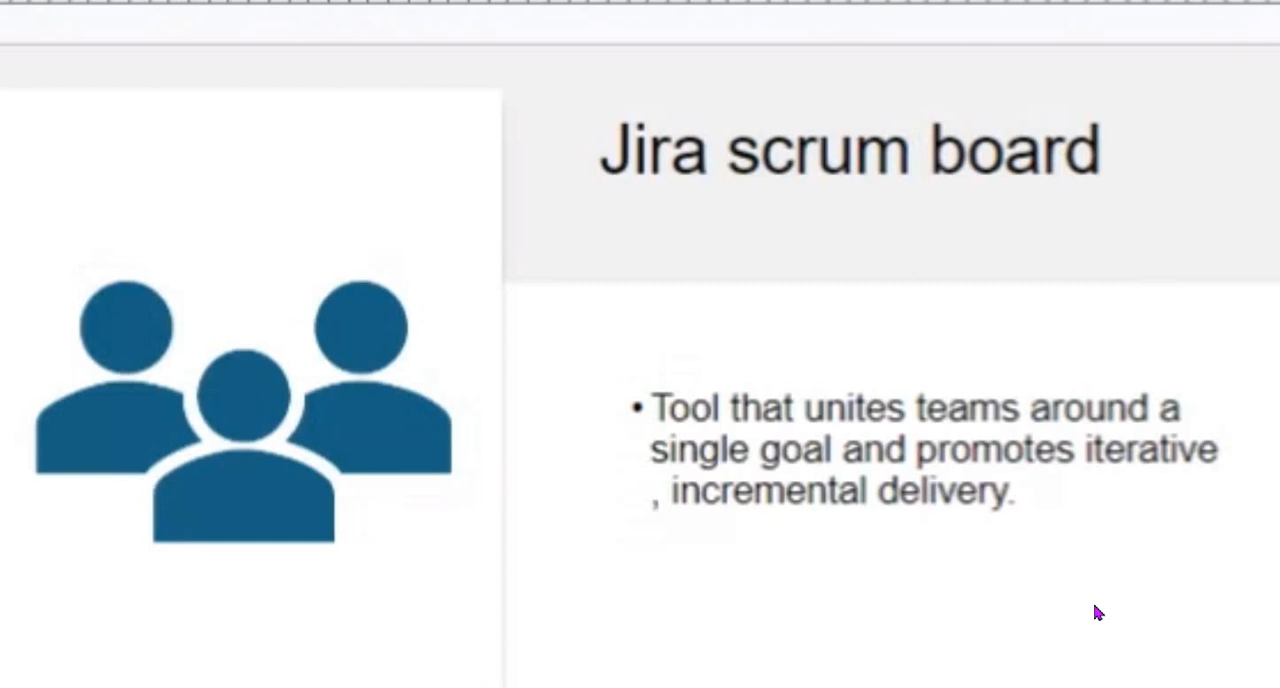 Jira scrum board
• Tool that unites teams around a
single goal and promotes iterative
, incremental delivery.